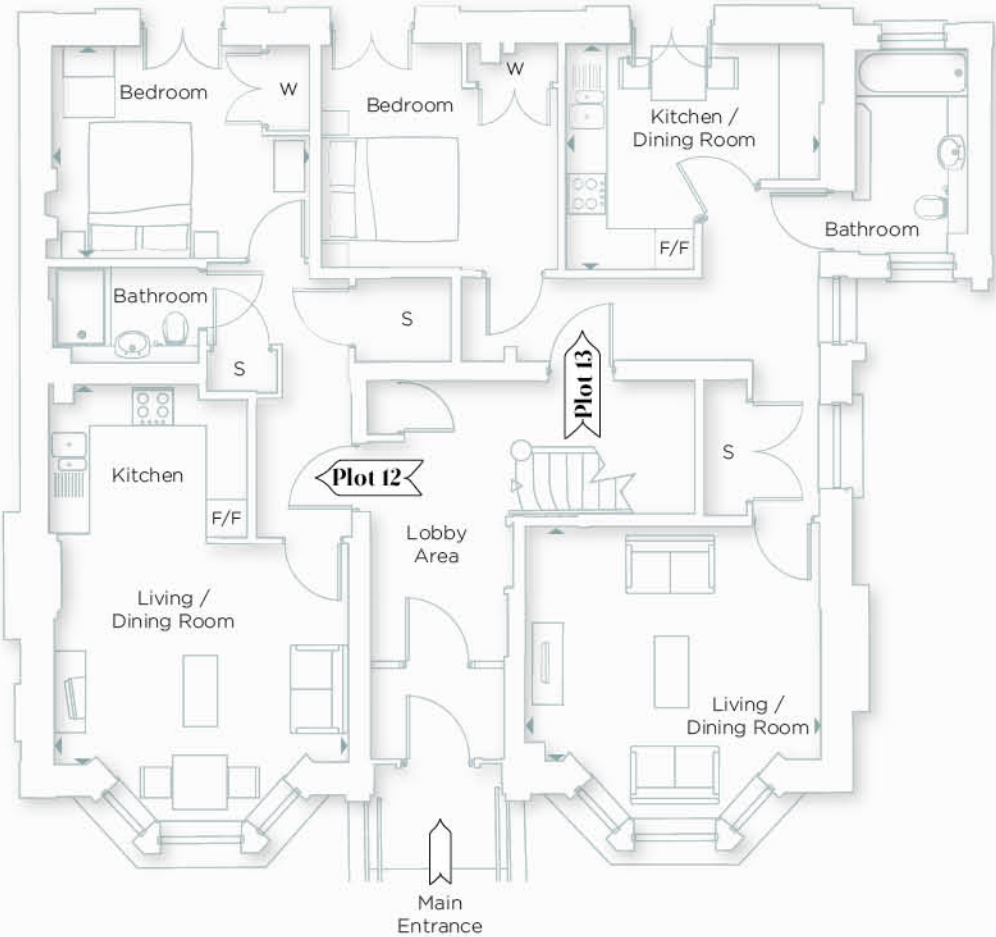 Bedroom
W
Bedroom
W
Kitchen /
Dining Room
F/F
Bathroom
Bathroom
S
S
Plot 13
Kitchen
F/F
Plot 12
S
Lobby
Area
Living /
Dining Room
Living /
Dining Room
Main
Entrance